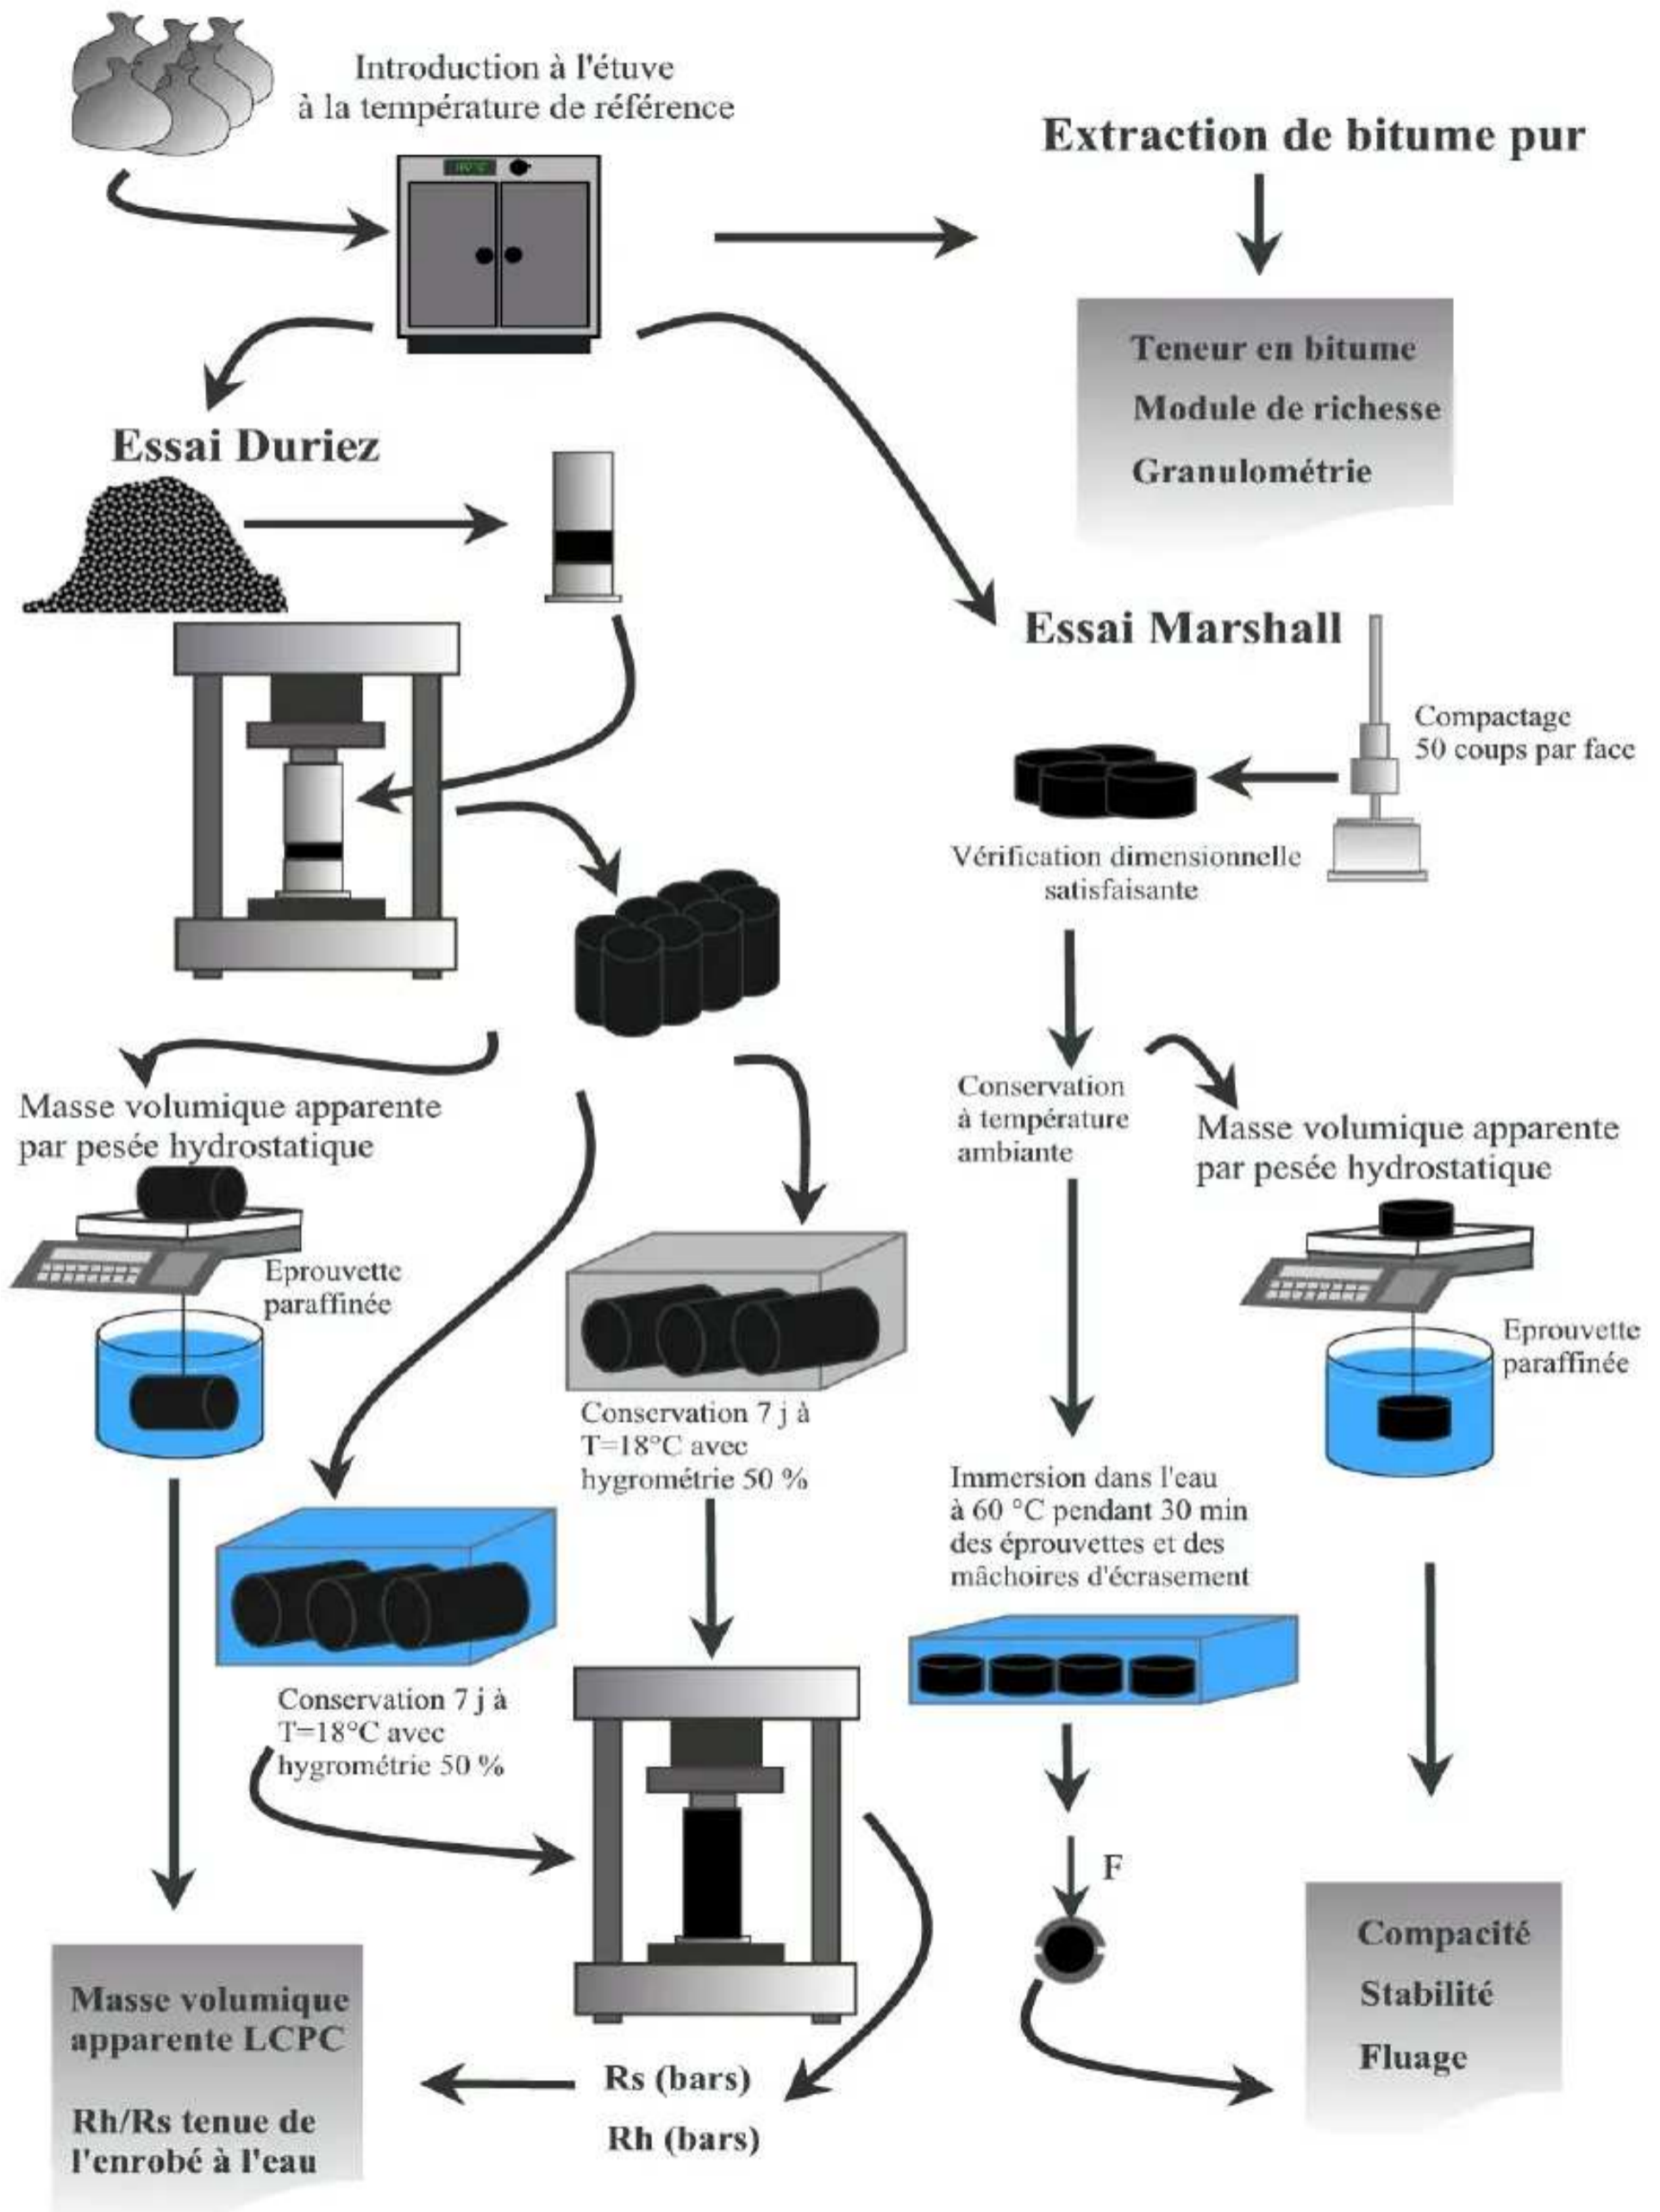 Introduction à l'étuve
à la température de référence
Extraction de bitume pur
Teneur en bitume
Module de richesse
Granulométrie
Essai Duriez
Essai Marshall
Compactage
50 coups par face
Vérification dimensionnelle
satisfaisante
Masse volumique apparente
par pesée hydrostatique
Eprouvette
paraffinée
Conservation
à température
ambiante
Masse volumique apparente
par pesée hydrostatique
Eprouvette
paraffinée
Conservation 7 j à
T=18°C avec
hygrométrie 50 %
Immersion dans l'eau
à 60 °C pendant 30 min
des éprouvettes et des
mâchoires d'écrasement
Conservation 7 j à
T=18°C avec
hygrométrie 50 %
F
Compacité
Stabilité
Fluage
Masse volumique
apparente LCPC
Rh/Rs tenue de
l'enrobé à l'eau
Rs (bars)
Rh (bars)